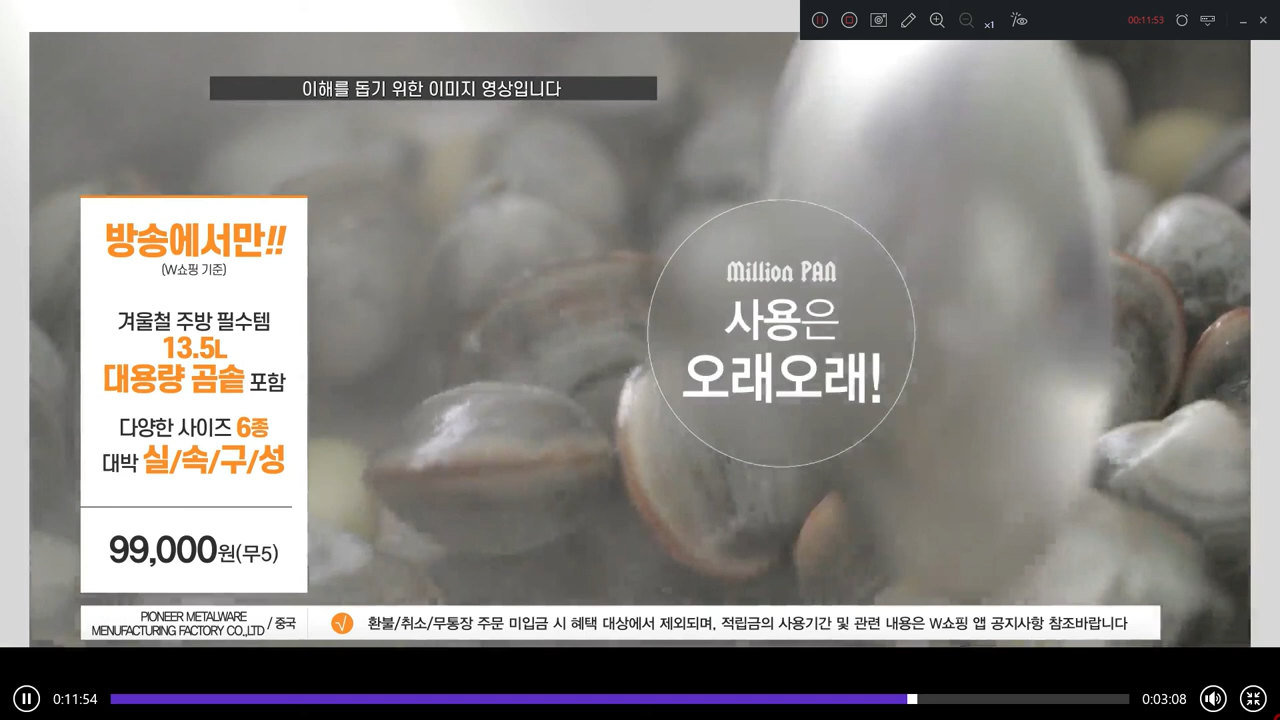 x1
00:11:53
이해를 돕기 위한 이미지 영상입니다
방송에서만!!
(W쇼핑 기준)
겨울철 주방 필수템
13.5L
대용량 곰솥 포함
다양한 사이즈 6종
대박 실/속/구/성
99,000원(무5)
Million PAN
사용은
오래오래!
PIONEER METALWARE
MENUFACTURING FACTORY CO.,LTD / 중국
환불/취소/무통장 주문 미입금 시 혜택 대상에서 제외되며, 적립금의 사용기간 및 관련 내용은 W쇼핑 앱 공지사항 참조바랍니다
0:11:54
0:03:08